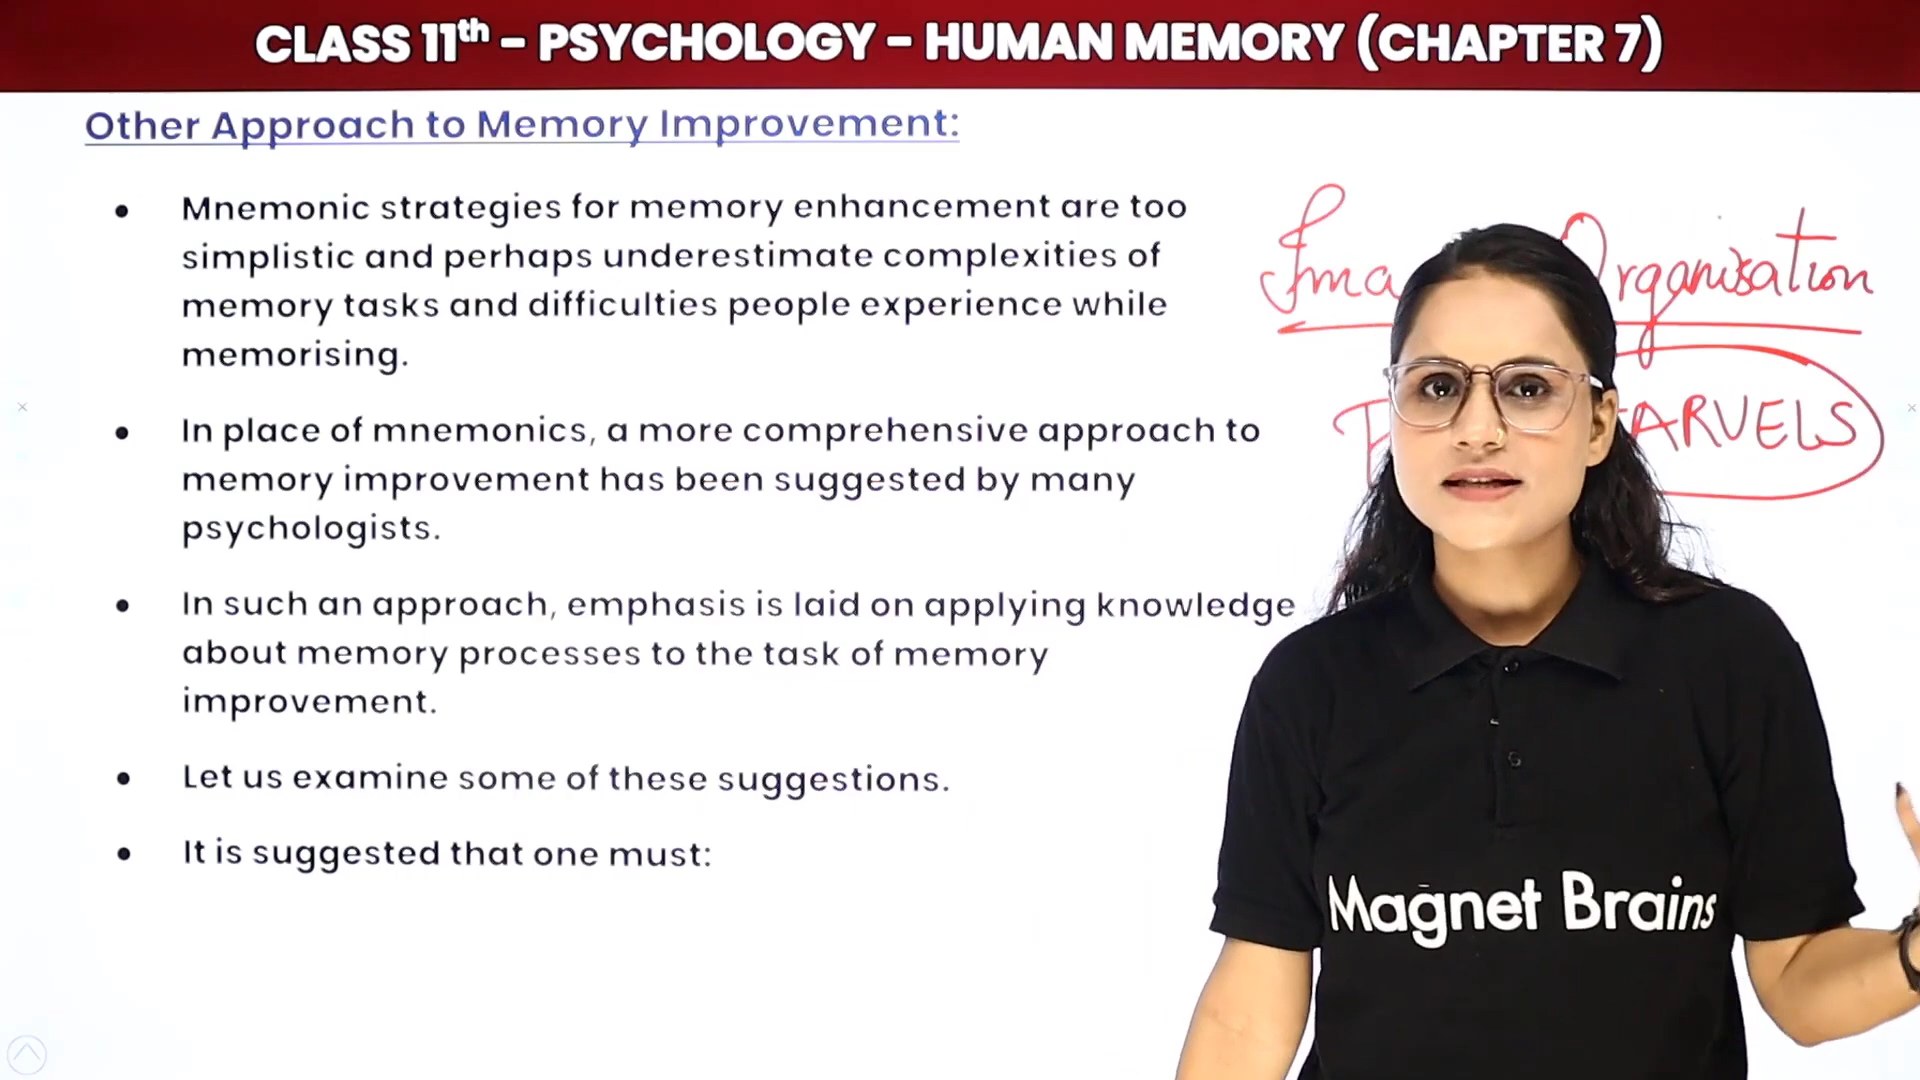 CLASS 11th – PSYCHOLOGY – HUMAN MEMORY (CHAPTER 7)
Other Approach to Memory Improvement:
• Mnemonic strategies for memory enhancement are too
simplistic and perhaps underestimate complexities of
memory tasks and difficulties people experience while
memorising.
• In place of mnemonics, a more comprehensive approach to
memory improvement has been suggested by many
psychologists.
• In such an approach, emphasis is laid on applying knowledge
about memory processes to the task of memory
improvement.
• Let us examine some of these suggestions.
• It is suggested that one must:
Organisation
Magnet Brains